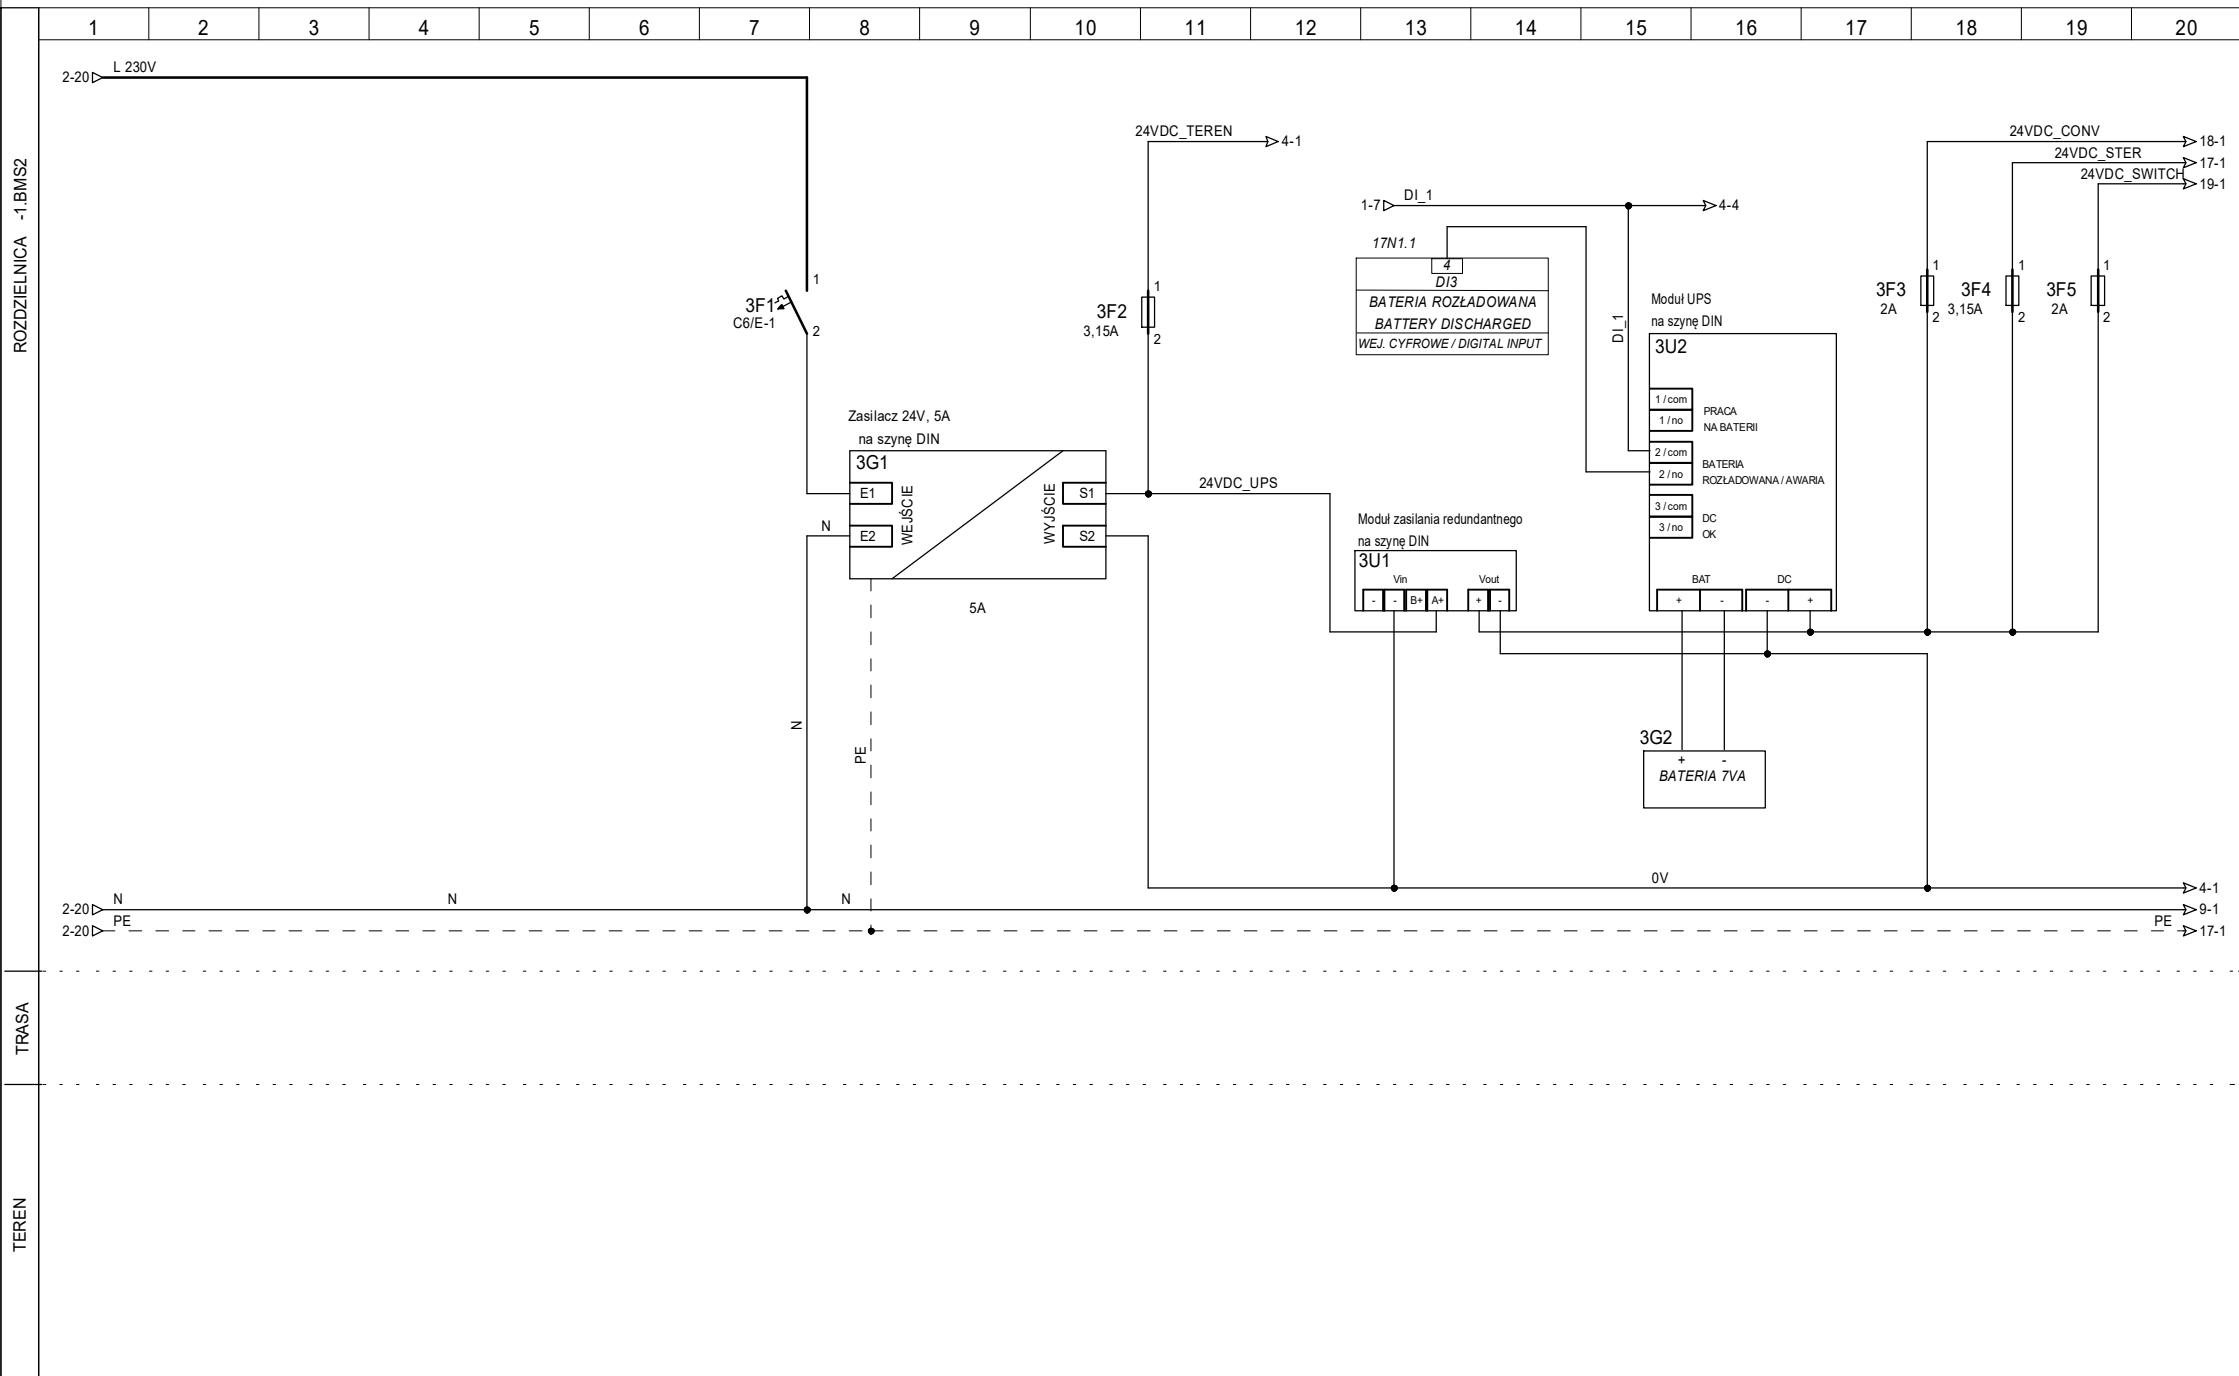 1 2 3 4 5 6 7 8 9 10 11 12 13 14 15 16 17 18 19 20
ROZDZIELNICA -1.BMS2
TRASA
TEREN
2-20 L 230V
24VDC_TEREN 4-1
24VDC_CONV 18-1
24VDC_STER 17-1
24VDC_SWITCH 19-1
1-7 DI_1 4-4
17N1.1
4
DI3
BATERIA ROZŁADOWANA
BATTERY DISCHARGED
WEJ. CYFROWE / DIGITAL INPUT
DI_1
1
3F1
C6/E-1
2
1
3F2
3,15A
2
1
3F3
2A
2
1
3F4
3,15A
2
1
3F5
2A
2
Moduł UPS
na szynę DIN
3U2
1 / com
1 / no
PRACA
NA BATERII
2 / com
2 / no
BATERIA
ROZŁADOWANA / AWARIA
3 / com
3 / no
DC
OK
BAT DC
+ - - +
Zasilacz 24V, 5A
na szynę DIN
3G1
E1
N E2
WEJŚCIE
WYJŚCIE
S1
S2
5A
24VDC_UPS
Moduł zasilania redundantnego
na szynę DIN
3U1
Vin Vout
- - B+ A+ + -
N
PE
3G2
+ -
BATERIA 7VA
0V 4-1
2-20 N N N 9-1
2-20 PE PE 17-1